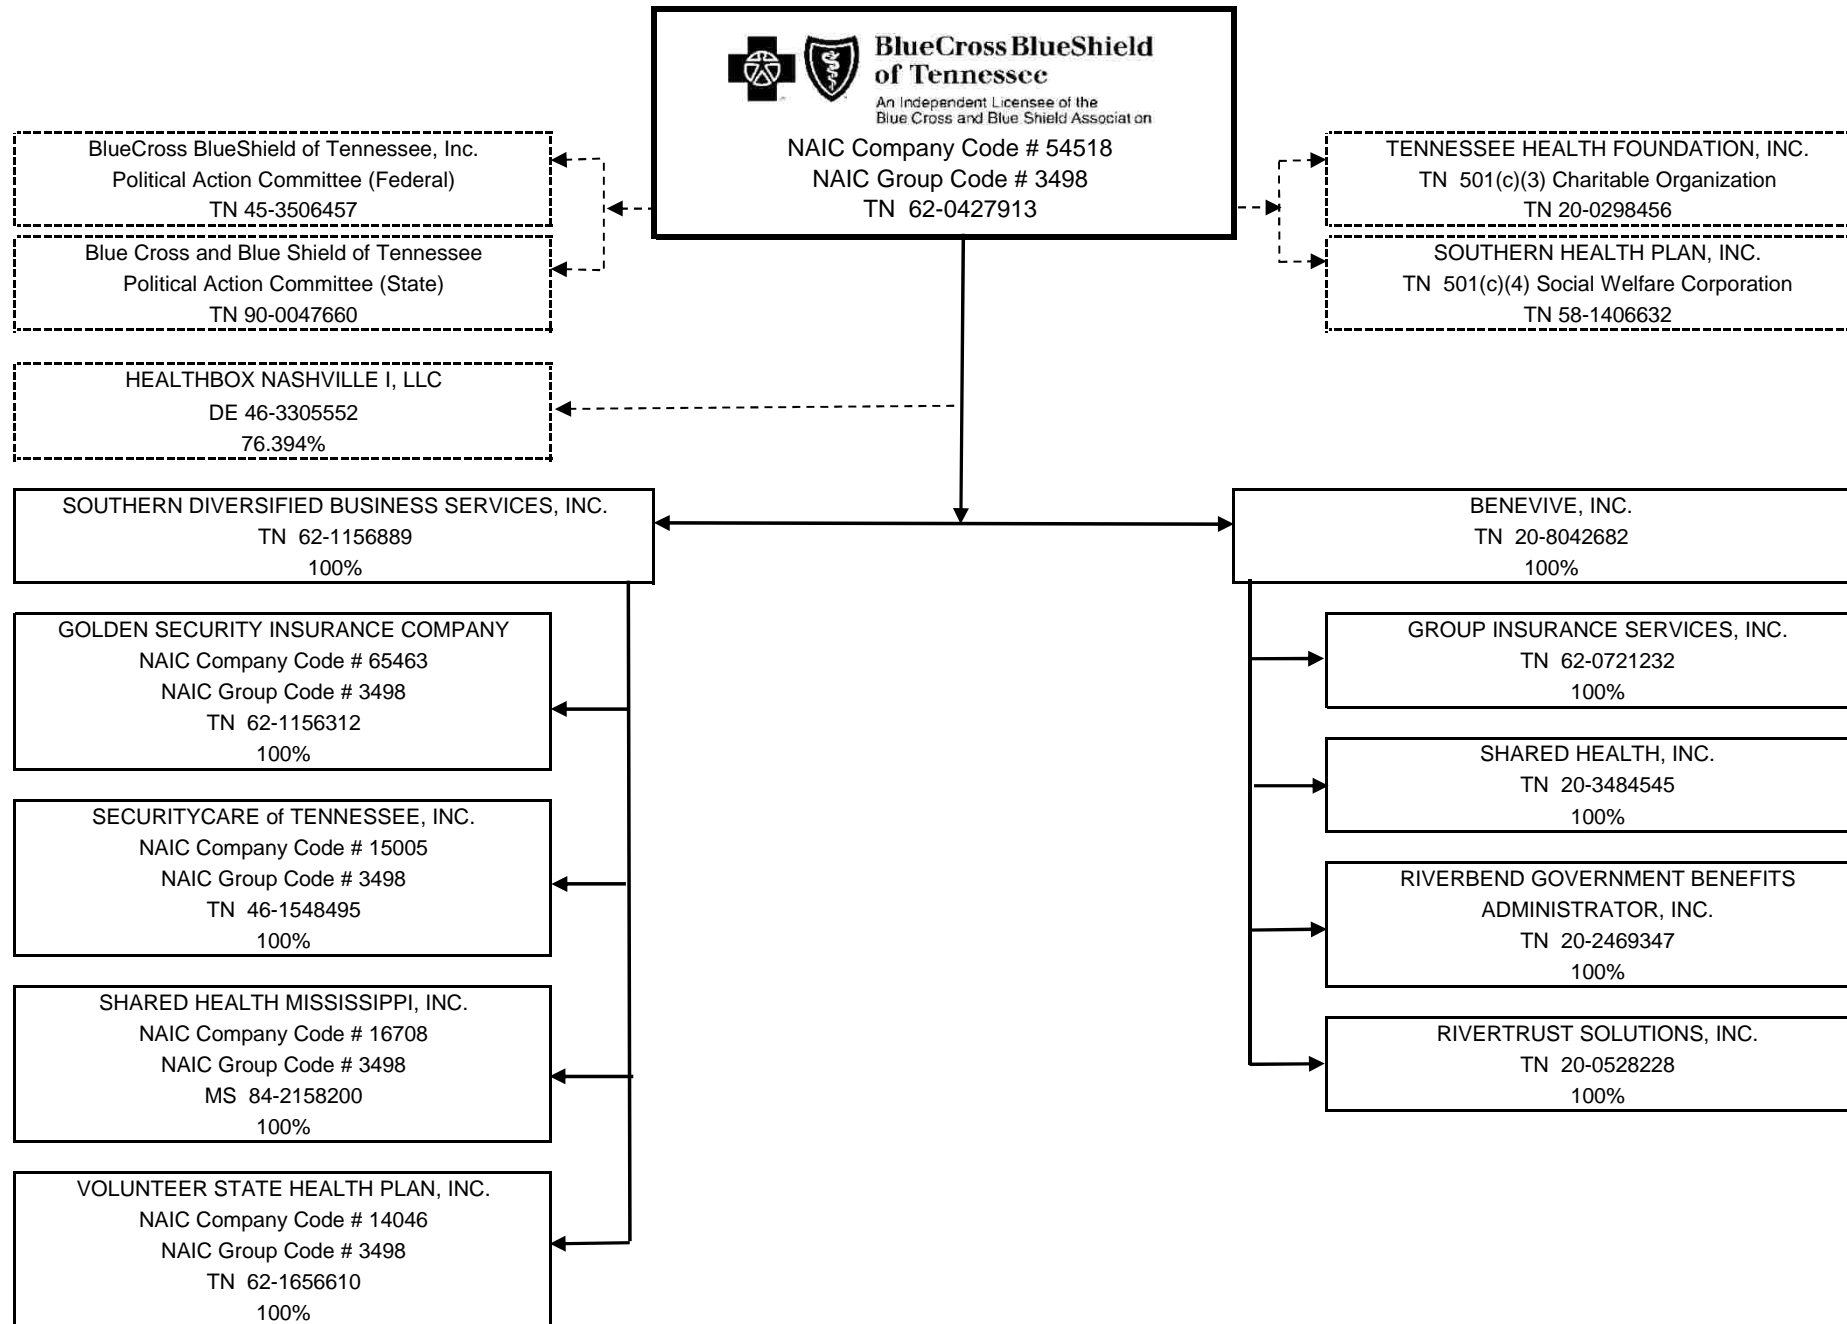 BlueCross BlueShield
of Tennessee
An Independent Licensee of the
Blue Cross and Blue Shield Association
NAIC Company Code # 54518
NAIC Group Code # 3498
TN 62-0427913
BlueCross BlueShield of Tennessee, Inc.
Political Action Committee (Federal)
TN 45-3506457
Blue Cross and Blue Shield of Tennessee
Political Action Committee (State)
TN 90-0047660
TENNESSEE HEALTH FOUNDATION, INC.
TN 501(c)(3) Charitable Organization
TN 20-0298456
SOUTHERN HEALTH PLAN, INC.
TN 501(c)(4) Social Welfare Corporation
TN 58-1406632
HEALTHBOX NASHVILLE I, LLC
DE 46-3305552
76.394%
SOUTHERN DIVERSIFIED BUSINESS SERVICES, INC.
TN 62-1156889
100%
GOLDEN SECURITY INSURANCE COMPANY
NAIC Company Code # 65463
NAIC Group Code # 3498
TN 62-1156312
100%
SECURITYCARE of TENNESSEE, INC.
NAIC Company Code # 15005
NAIC Group Code # 3498
TN 46-1548495
100%
SHARED HEALTH MISSISSIPPI, INC.
NAIC Company Code # 16708
NAIC Group Code # 3498
MS 84-2158200
100%
VOLUNTEER STATE HEALTH PLAN, INC.
NAIC Company Code # 14046
NAIC Group Code # 3498
TN 62-1656610
100%
BENEVIVE, INC.
TN 20-8042682
100%
GROUP INSURANCE SERVICES, INC.
TN 62-0721232
100%
SHARED HEALTH, INC.
TN 20-3484545
100%
RIVERBEND GOVERNMENT BENEFITS
ADMINISTRATOR, INC.
TN 20-2469347
100%
RIVERTRUST SOLUTIONS, INC.
TN 20-0528228
100%